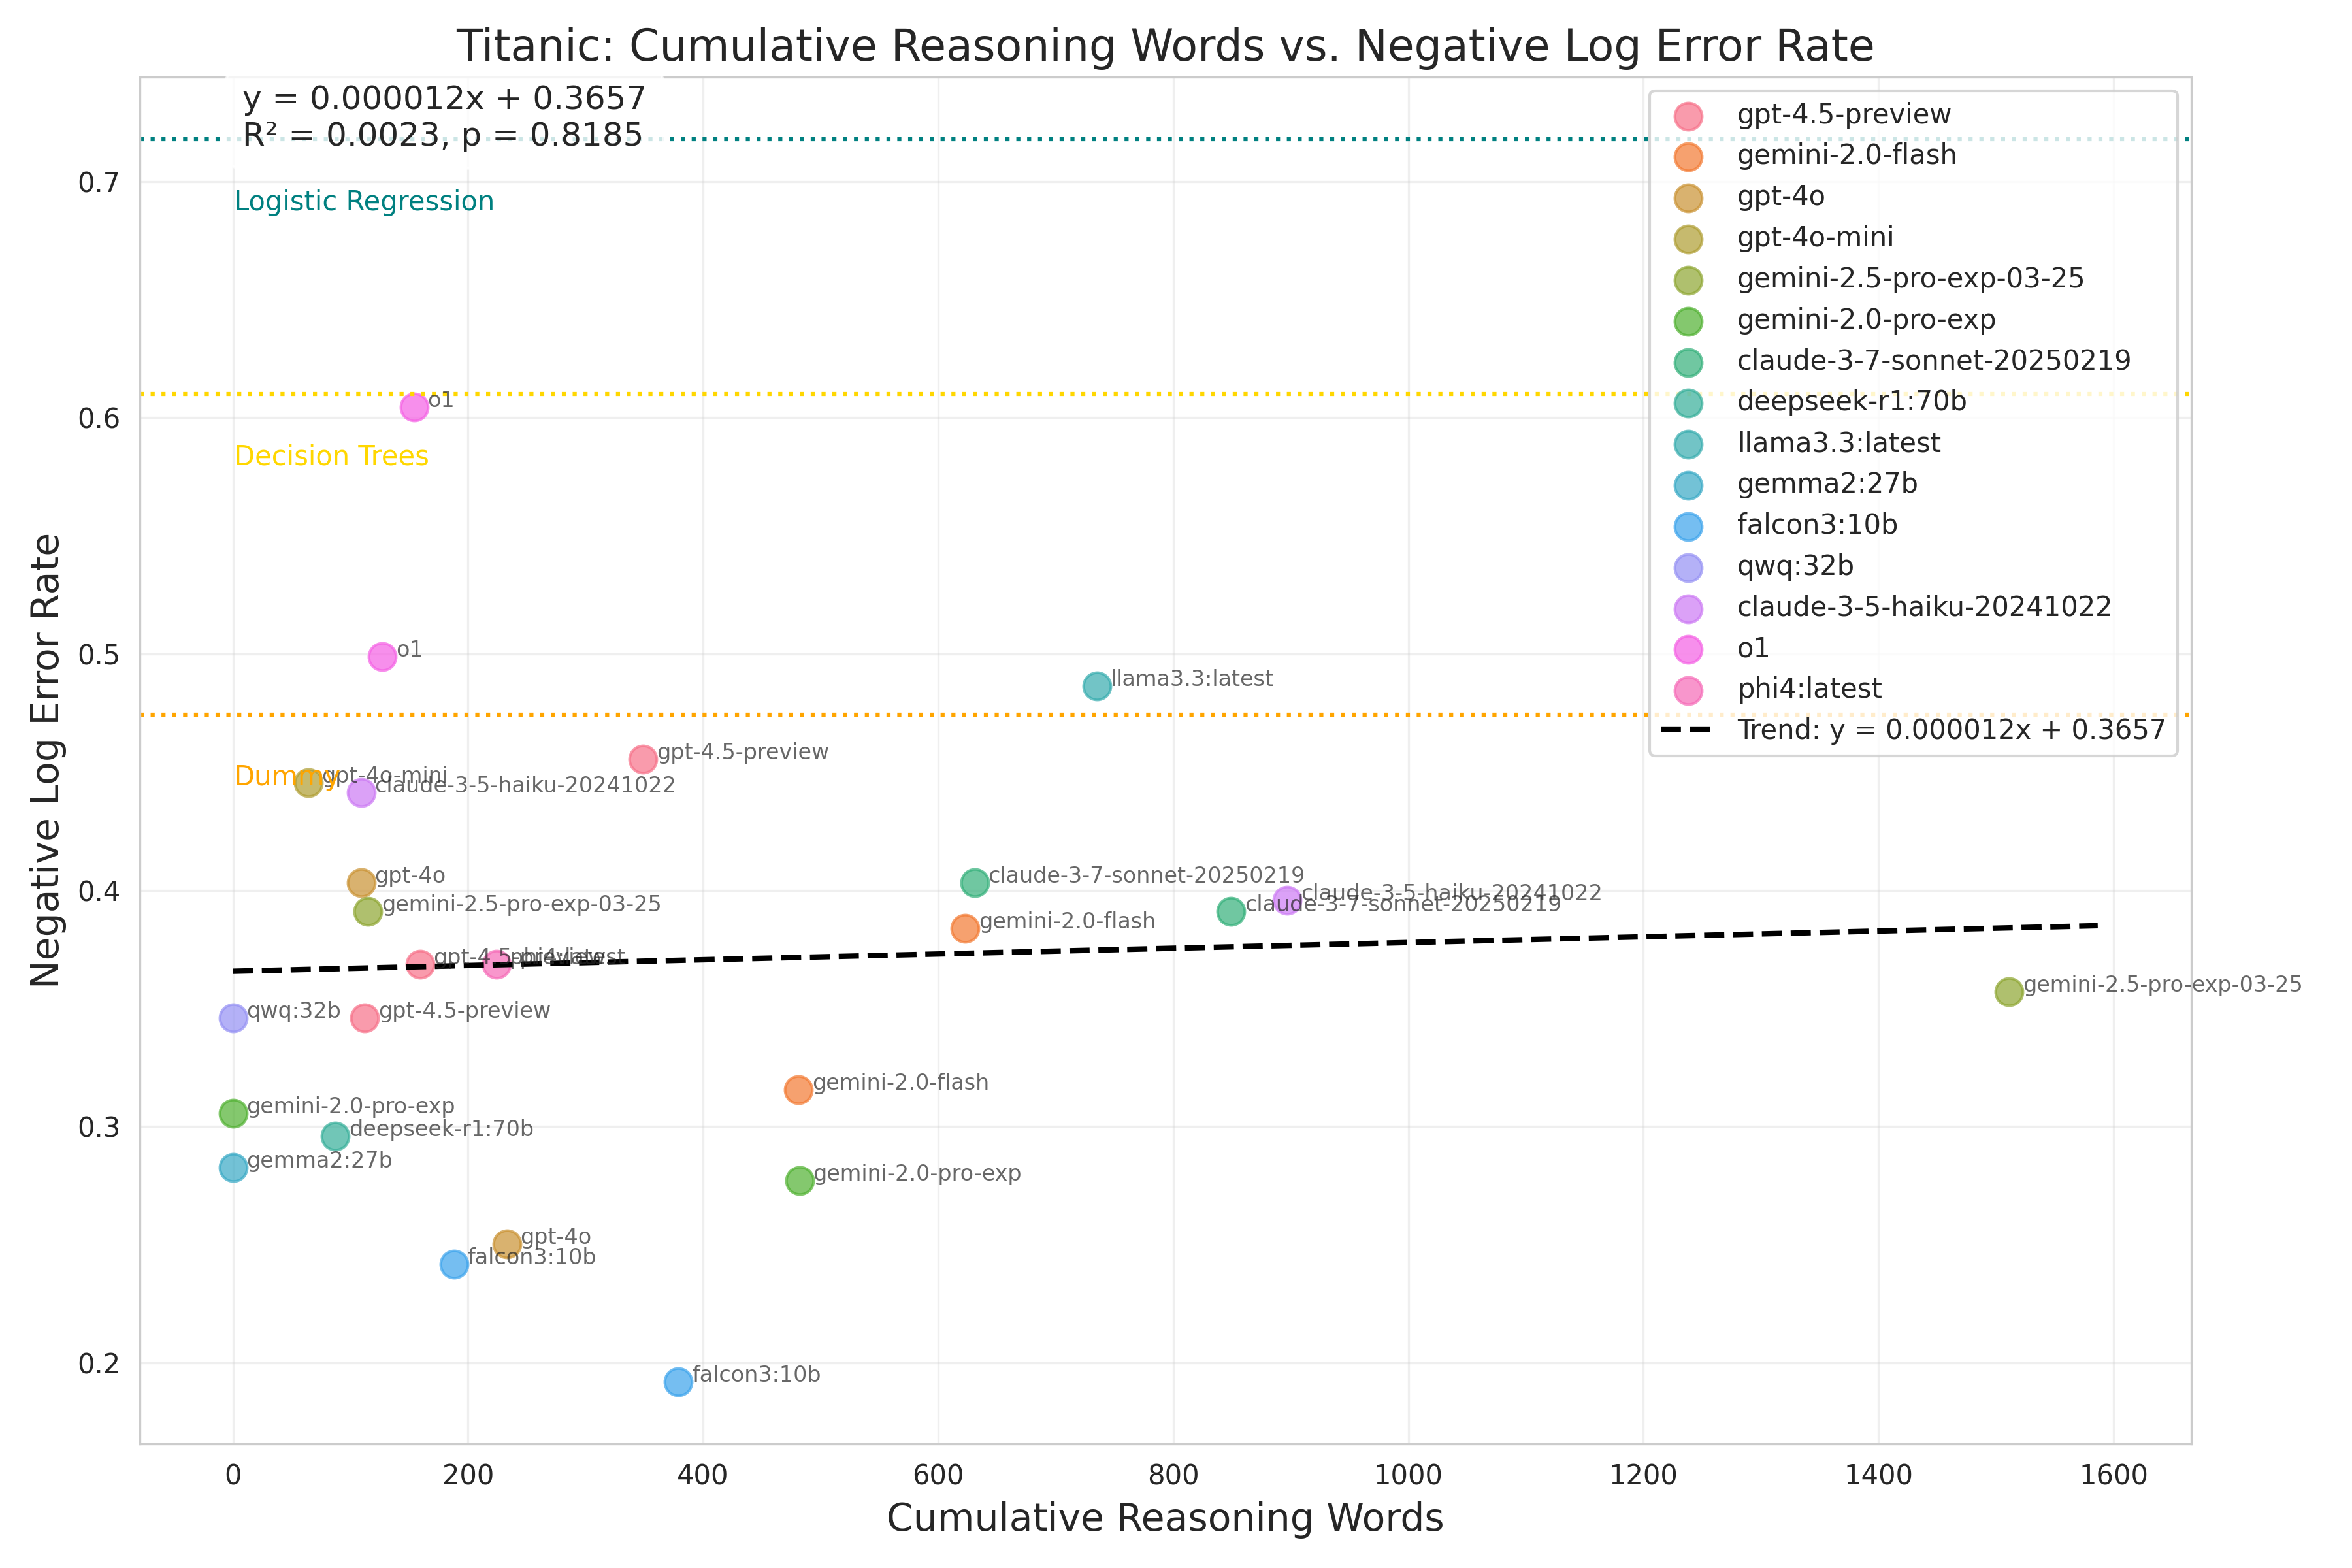 Titanic: Cumulative Reasoning Words vs. Negative Log Error Rate
y = 0.000012x + 0.3657
R² = 0.0023, p = 0.8185
Logistic Regression
Decision Trees
Dummy
gpt-4.5-preview
gemini-2.0-flash
gpt-4o
gpt-4o-mini
gemini-2.5-pro-exp-03-25
gemini-2.0-pro-exp
claude-3-7-sonnet-20250219
deepseek-r1:70b
llama3.3:latest
gemma2:27b
falcon3:10b
qwq:32b
claude-3-5-haiku-20241022
o1
phi4:latest
Trend: y = 0.000012x + 0.3657
o1
o1
llama3.3:latest
gpt-4.5-preview
gpt-4o-mini
claude-3-5-haiku-20241022
gpt-4o
claude-3-7-sonnet-20250219
claude-3-5-haiku-20241022
gemini-2.5-pro-exp-03-25
claude-3-7-sonnet-20250219
gemini-2.0-flash
gpt-4.5-preview
phi4:latest
gemini-2.5-pro-exp-03-25
qwq:32b
gpt-4.5-preview
gemini-2.0-flash
gemini-2.0-pro-exp
deepseek-r1:70b
gemma2:27b
gemini-2.0-pro-exp
gpt-4o
falcon3:10b
falcon3:10b
0.7
0.6
0.5
0.4
0.3
0.2
Negative Log Error Rate
0 200 400 600 800 1000 1200 1400 1600
Cumulative Reasoning Words